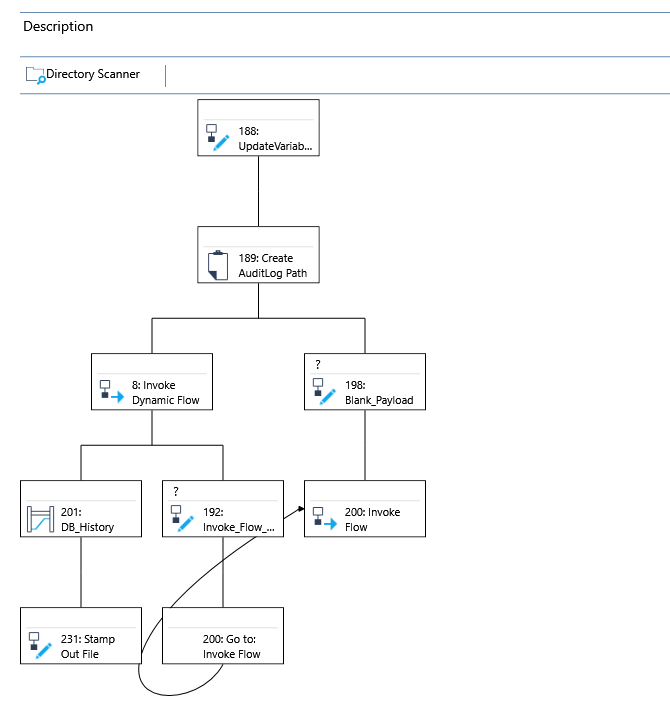 Description
Directory Scanner
188:
UpdateVariab...
189: Create
AuditLog Path
8: Invoke
Dynamic Flow
?
198:
Blank_Payload
201:
DB_History
?
192:
Invoke_Flow_...
200: Invoke
Flow
231: Stamp
Out File
200: Go to:
Invoke Flow